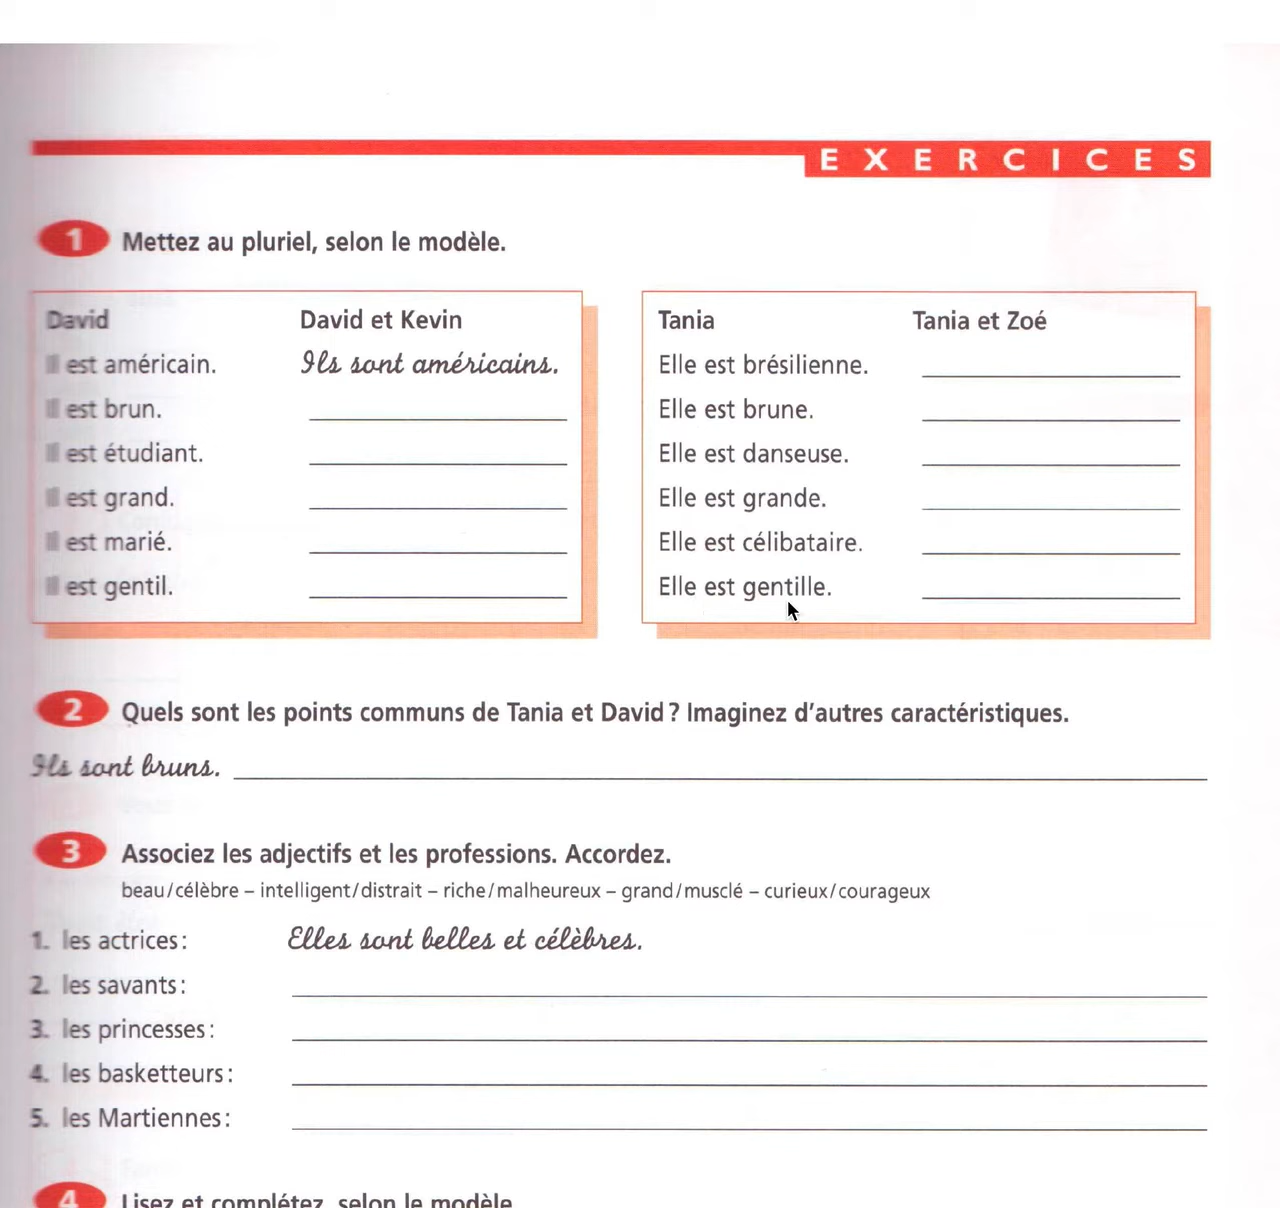 EXERCICES
1 Mettez au pluriel, selon le modèle.
David David et Kevin
Il est américain. Ils sont américains.
Il est brun.
Il est étudiant.
Il est grand.
Il est marié.
Il est gentil.
Tania Tania et Zoé
Elle est brésilienne.
Elle est brune.
Elle est danseuse.
Elle est grande.
Elle est célibataire.
Elle est gentille.
2 Quels sont les points communs de Tania et David ? Imaginez d'autres caractéristiques.
Ils sont bruns.
3 Associez les adjectifs et les professions. Accordez.
beau/célèbre – intelligent/distrait – riche/malheureux – grand/musclé – curieux/courageux
1. les actrices : Elles sont belles et célèbres.
2. les savants :
3. les princesses :
4. les basketteurs :
5. les Martiennes :
4 Lisez et complétez, selon le modèle.